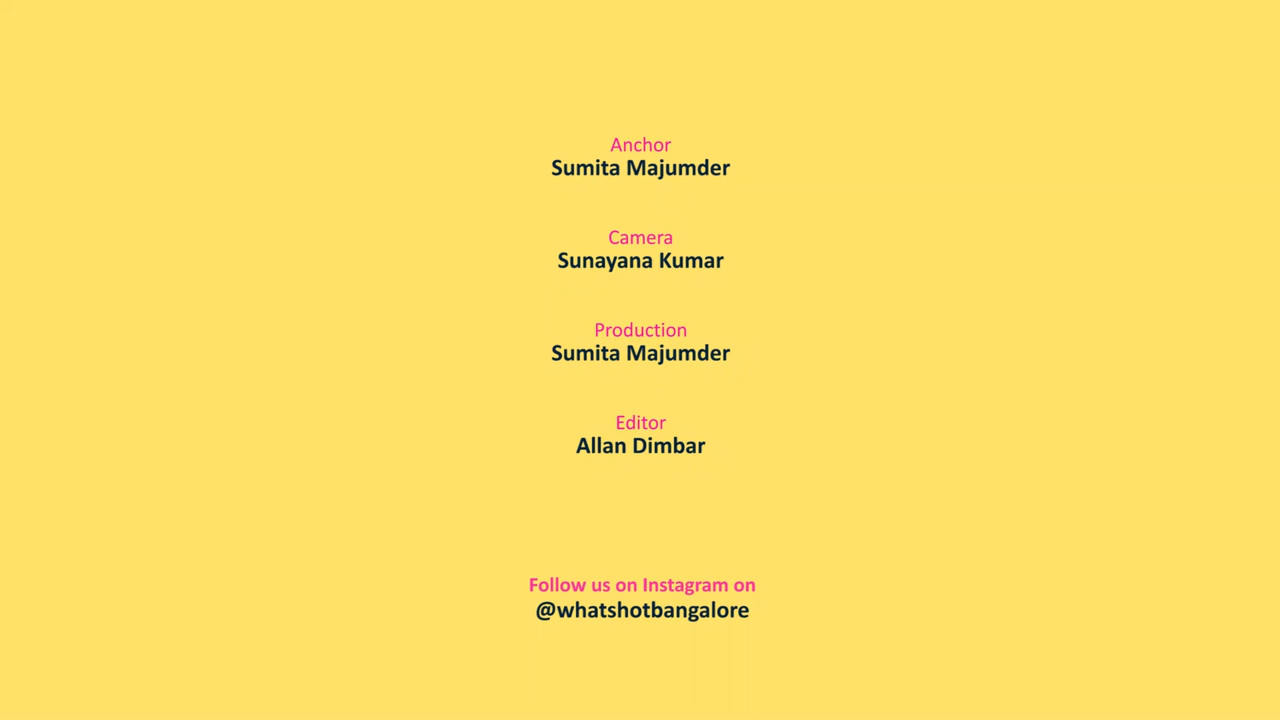 Anchor
Sumita Majumder
Camera
Sunayana Kumar
Production
Sumita Majumder
Editor
Allan Dimbar
Follow us on Instagram on
@whatshotbangalore